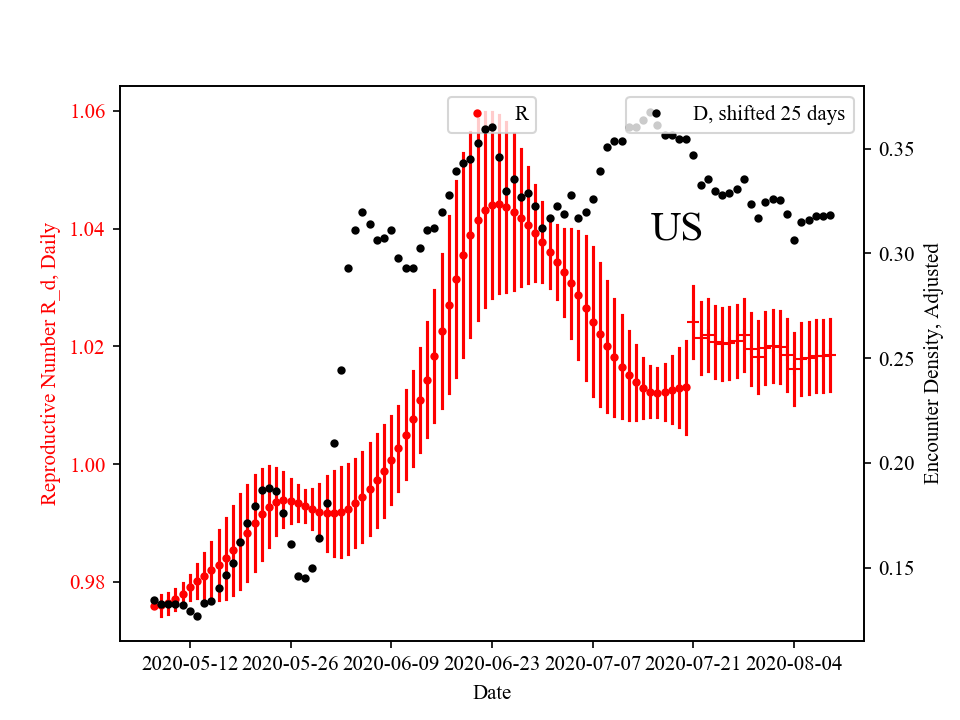 R
D, shifted 25 days
US
Reproductive Number R_d, Daily
1.06
1.04
1.02
1.00
0.98
0.35
0.30
0.25
0.20
0.15
Encounter Density, Adjusted
2020-05-12 2020-05-26 2020-06-09 2020-06-23 2020-07-07 2020-07-21 2020-08-04
Date